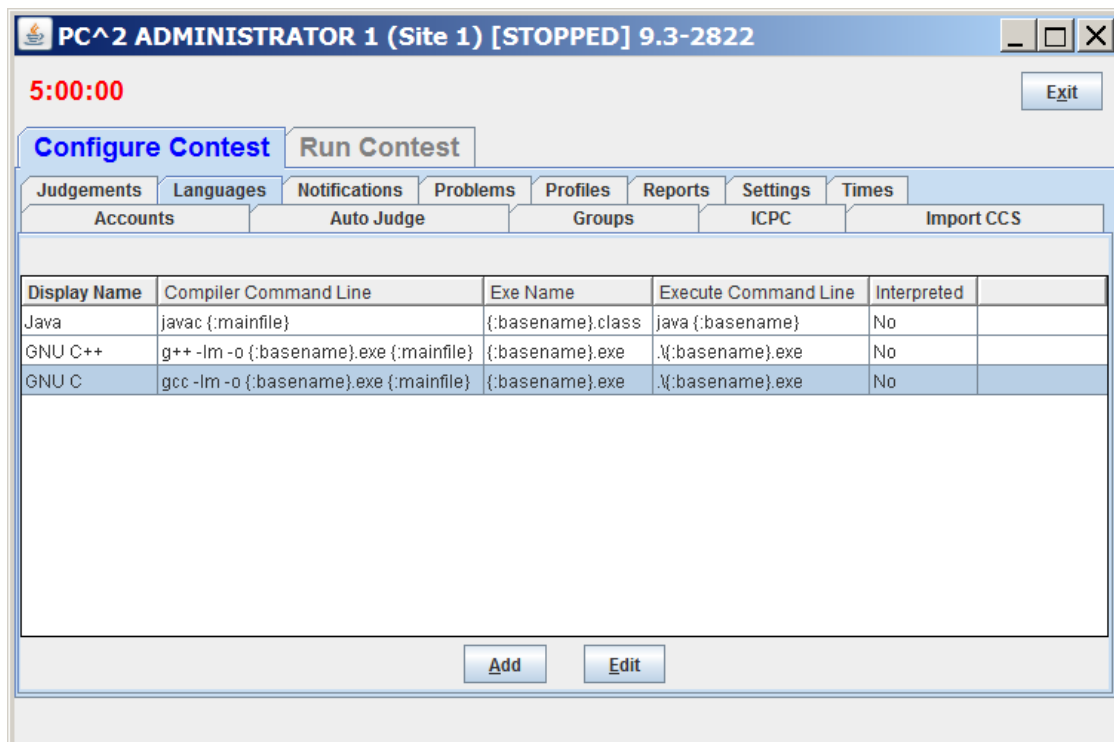 PC^2 ADMINISTRATOR 1 (Site 1) [STOPPED] 9.3-2822
5:00:00
Exit
Configure Contest Run Contest
Judgements Languages Notifications Problems Profiles Reports Settings Times
Accounts Auto Judge Groups ICPC Import CCS
Display Name Compiler Command Line Exe Name Execute Command Line Interpreted
Java javac {:mainfile} {:basename}.class java {:basename} No
GNU C++ g++ -lm -o {:basename}.exe {:mainfile} {:basename}.exe .\{:basename}.exe No
GNU C gcc -lm -o {:basename}.exe {:mainfile} {:basename}.exe .\{:basename}.exe No
Add Edit